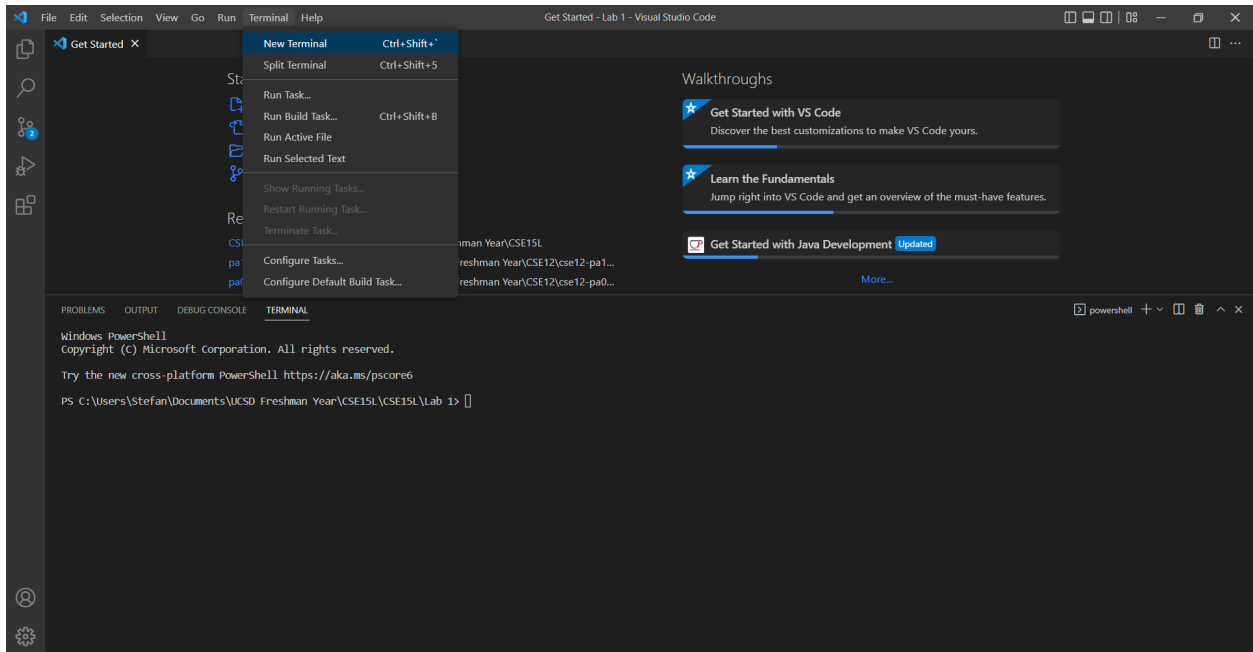 File Edit Selection View Go Run Terminal Help
Get Started - Lab 1 - Visual Studio Code
Get Started
New Terminal Ctrl+Shift+`
Split Terminal Ctrl+Shift+5
Run Task...
Run Build Task... Ctrl+Shift+B
Run Active File
Run Selected Text
Show Running Tasks...
Restart Running Task...
Terminate Task...
Configure Tasks...
Configure Default Build Task...
Sta
Re
CSE
pa1
pa0
hman Year\CSE15L
reshman Year\CSE12\cse12-pa1...
reshman Year\CSE12\cse12-pa0...
Walkthroughs
Get Started with VS Code
Discover the best customizations to make VS Code yours.
Learn the Fundamentals
Jump right into VS Code and get an overview of the must-have features.
Get Started with Java Development Updated
More...
2
PROBLEMS OUTPUT DEBUG CONSOLE TERMINAL
powershell
Windows PowerShell
Copyright (C) Microsoft Corporation. All rights reserved.
Try the new cross-platform PowerShell https://aka.ms/pscore6
PS C:\Users\Stefan\Documents\UCSD Freshman Year\CSE15L\CSE15L\Lab 1>